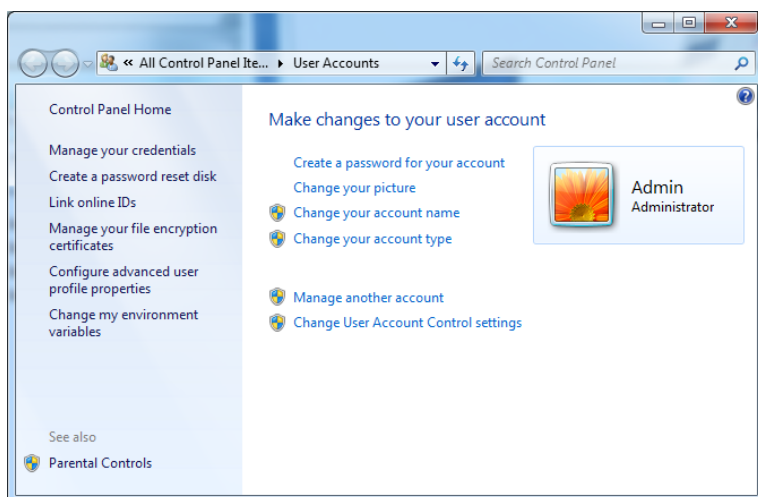 « All Control Panel Ite... ▸ User Accounts
Search Control Panel
Control Panel Home
Manage your credentials
Create a password reset disk
Link online IDs
Manage your file encryption
certificates
Configure advanced user
profile properties
Change my environment
variables
See also
Parental Controls
Make changes to your user account
Create a password for your account
Change your picture
Change your account name
Change your account type
Manage another account
Change User Account Control settings
Admin
Administrator